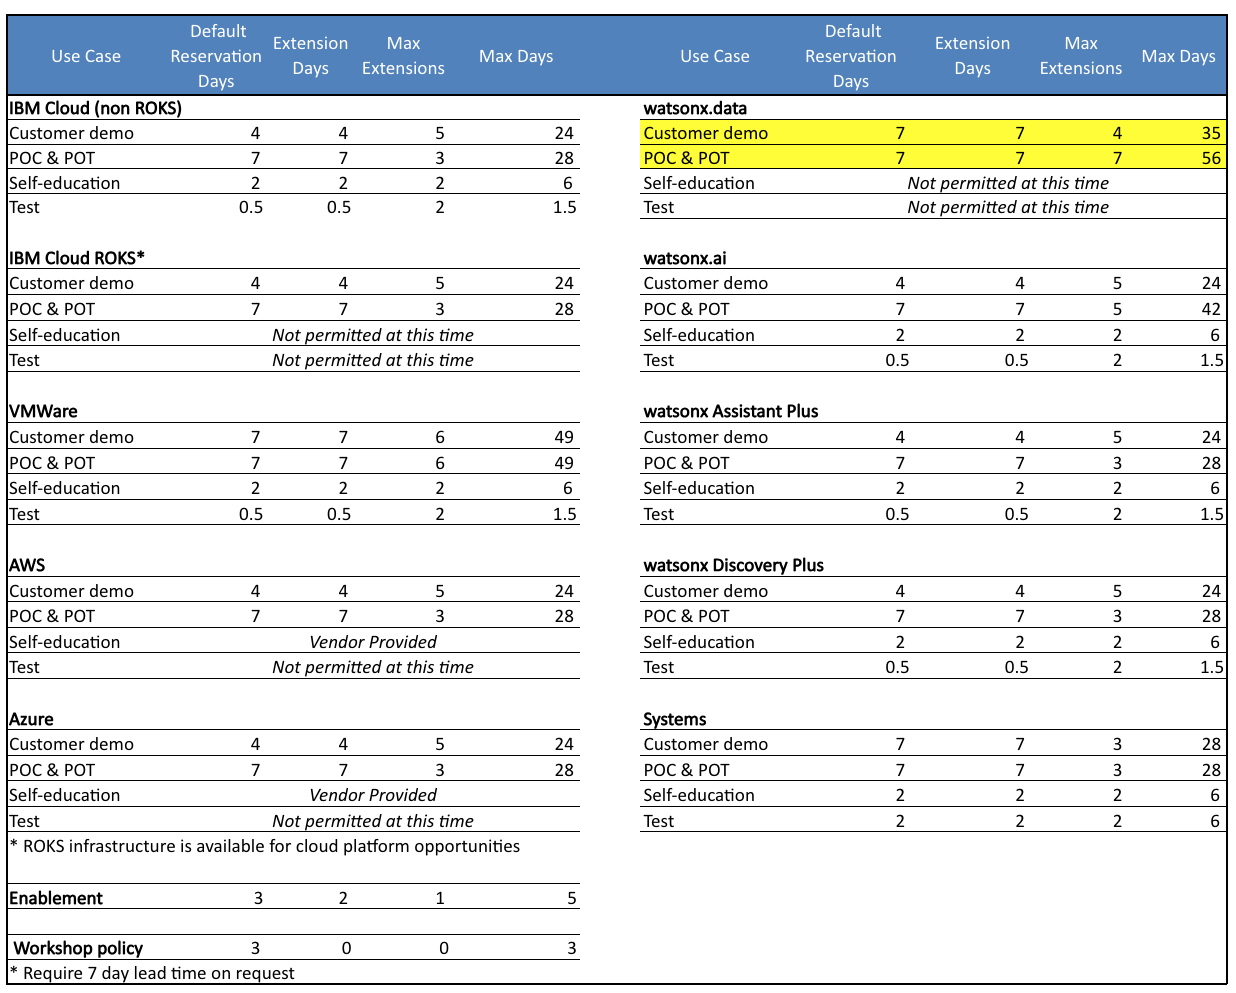 Use Case Default Reservation Days Extension Days Max Extensions Max Days
IBM Cloud (non ROKS)
Customer demo 4 4 5 24
POC & POT 7 7 3 28
Self-education 2 2 2 6
Test 0.5 0.5 2 1.5
IBM Cloud ROKS*
Customer demo 4 4 5 24
POC & POT 7 7 3 28
Self-education Not permitted at this time
Test Not permitted at this time
VMWare
Customer demo 7 7 6 49
POC & POT 7 7 6 49
Self-education 2 2 2 6
Test 0.5 0.5 2 1.5
AWS
Customer demo 4 4 5 24
POC & POT 7 7 3 28
Self-education Vendor Provided
Test Not permitted at this time
Azure
Customer demo 4 4 5 24
POC & POT 7 7 3 28
Self-education Vendor Provided
Test Not permitted at this time
* ROKS infrastructure is available for cloud platform opportunities
Enablement 3 2 1 5
Workshop policy 3 0 0 3
* Require 7 day lead time on request
Use Case Default Reservation Days Extension Days Max Extensions Max Days
watsonx.data
Customer demo 7 7 4 35
POC & POT 7 7 7 56
Self-education Not permitted at this time
Test Not permitted at this time
watsonx.ai
Customer demo 4 4 5 24
POC & POT 7 7 5 42
Self-education 2 2 2 6
Test 0.5 0.5 2 1.5
watsonx Assistant Plus
Customer demo 4 4 5 24
POC & POT 7 7 3 28
Self-education 2 2 2 6
Test 0.5 0.5 2 1.5
watsonx Discovery Plus
Customer demo 4 4 5 24
POC & POT 7 7 3 28
Self-education 2 2 2 6
Test 0.5 0.5 2 1.5
Systems
Customer demo 7 7 3 28
POC & POT 7 7 3 28
Self-education 2 2 2 6
Test 2 2 2 6